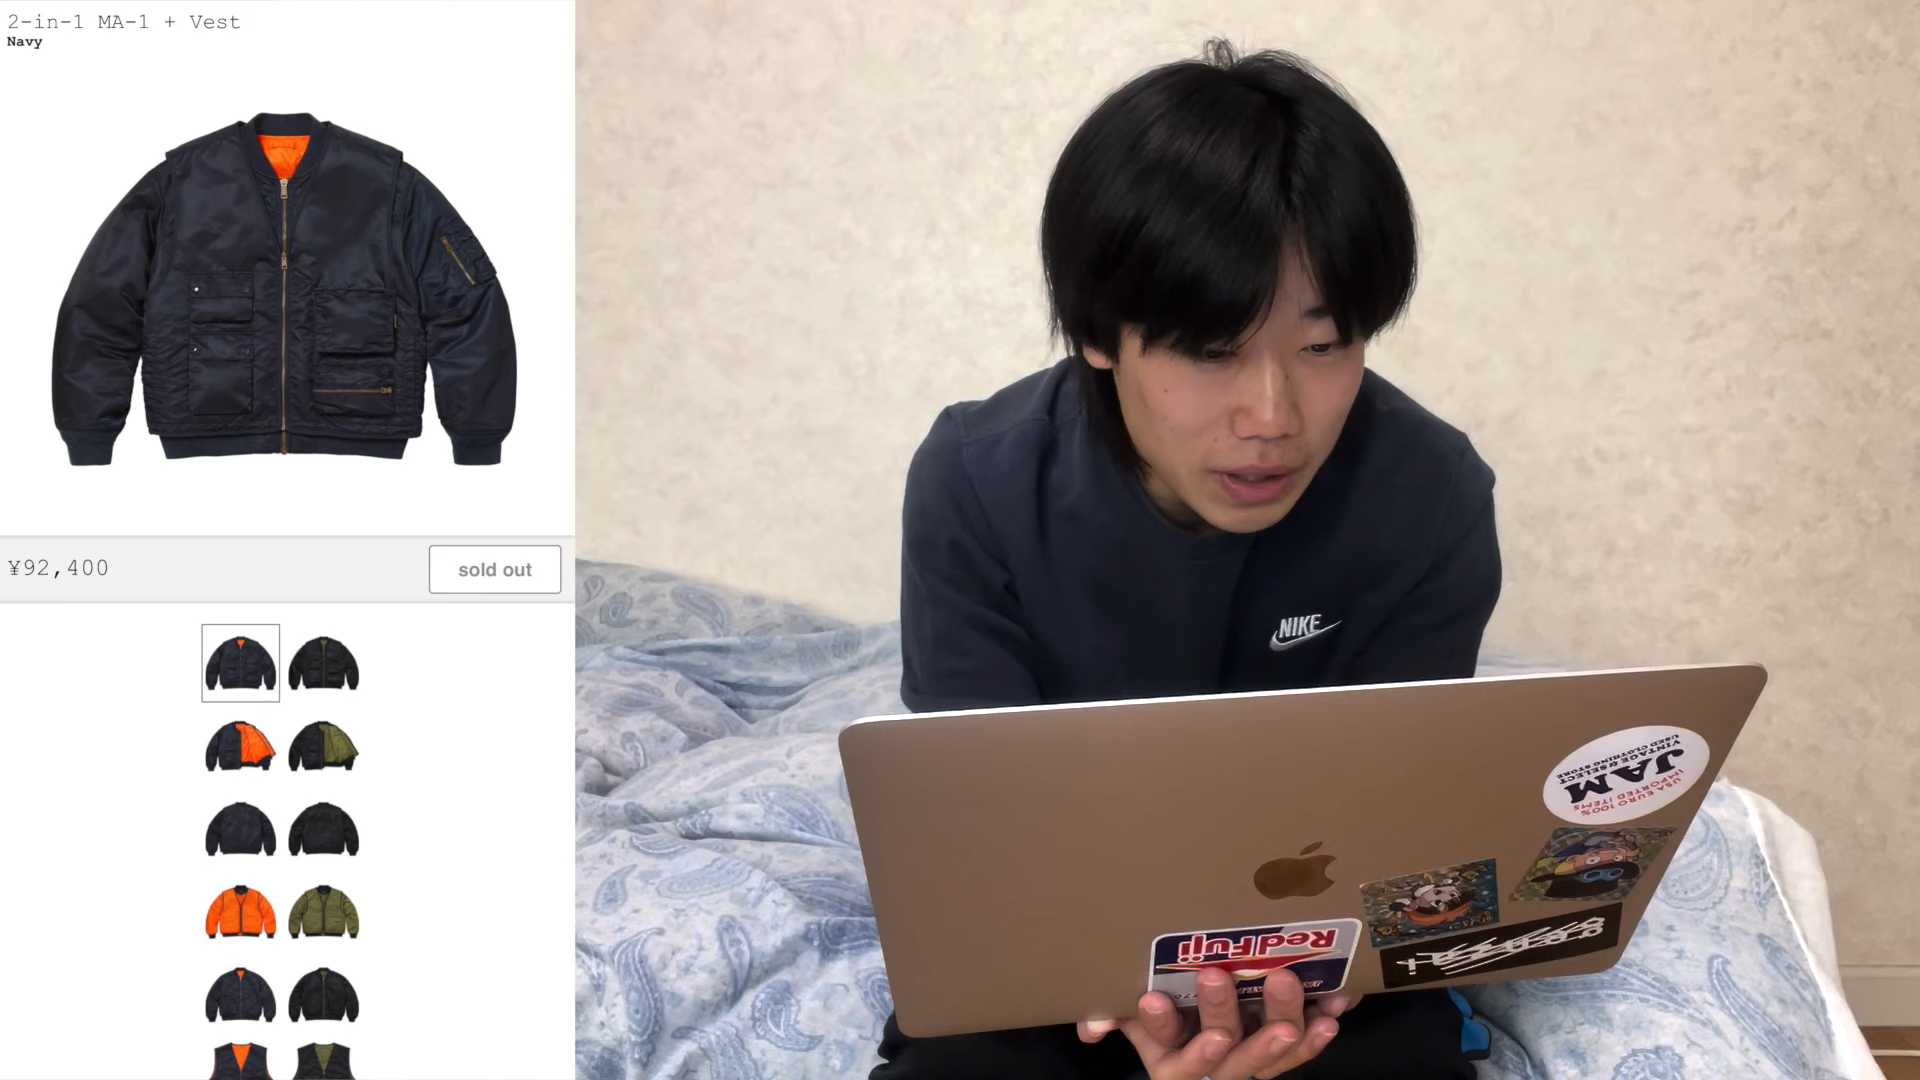 2-in-1 MA-1 + Vest
Navy
¥92,400
sold out
NIKE
VINTAGE & SELECT
USED CLOTHING STORE
JAM
USA EURO 100%
IMPORTED ITEMS
RedFuji